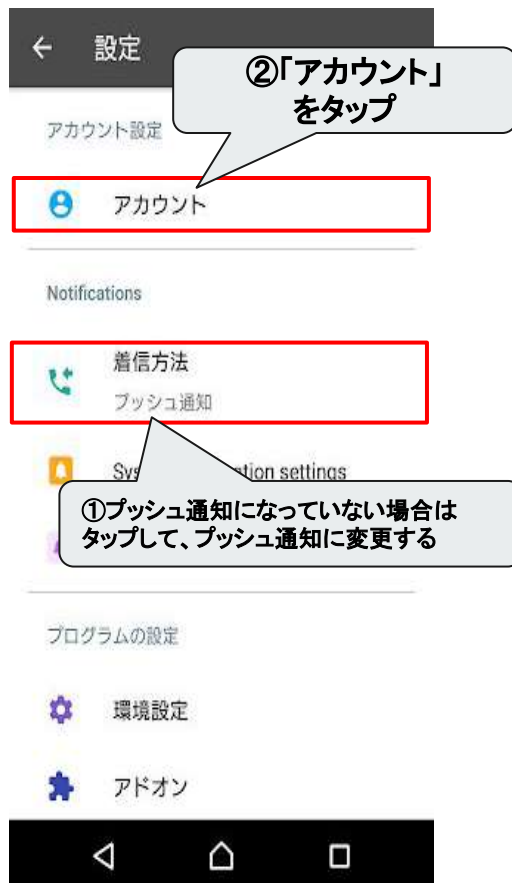 設定
②「アカウント」
をタップ
アカウント設定
アカウント
Notifications
着信方法
プッシュ通知
settings
①プッシュ通知になっていない場合は
タップして、プッシュ通知に変更する
プログラムの設定
環境設定
アドオン